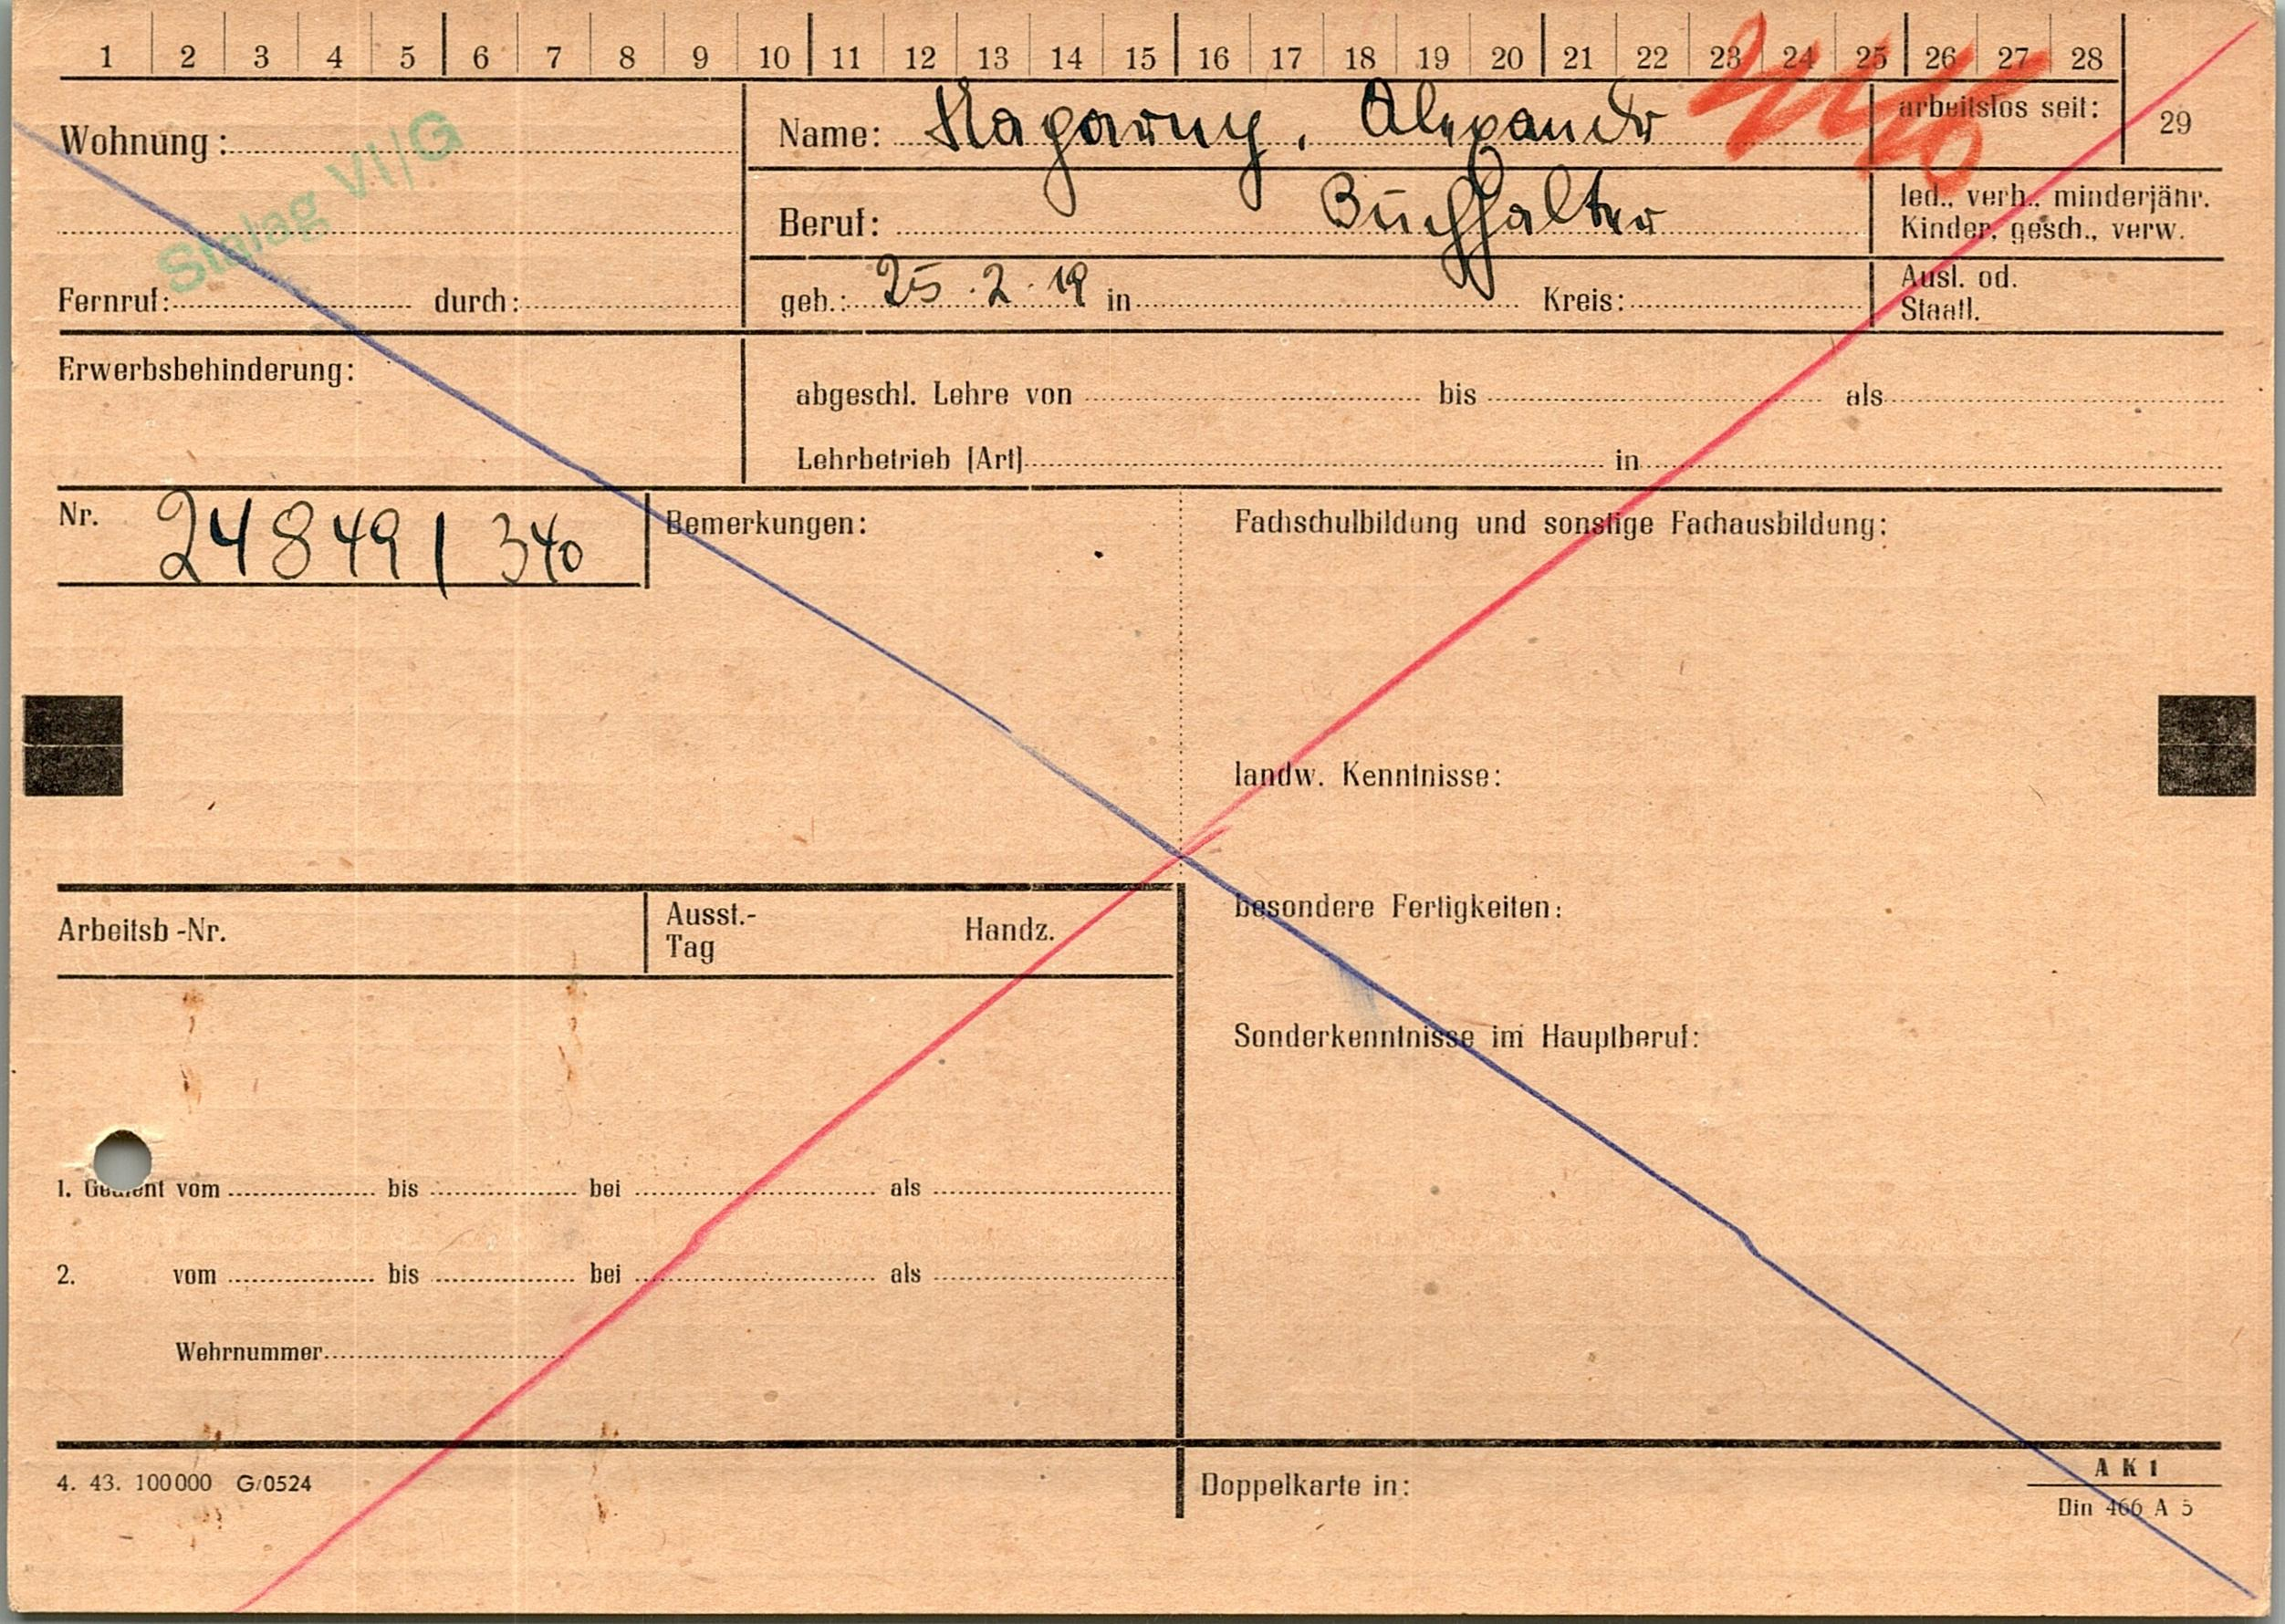 1 2 3 4 5 6 7 8 9 10 11 12 13 14 15 16 17 18 19 20 21 22 23 24 25 26 27 28
Wohnung:
Stalag VI/G
Name: Alexandr
arbeitslos seit:
29
Beruf: Buchhalter
led., verh., minderjähr.
Kinder, gesch., verw.
Fernruf: durch:
geb.: 25.2.19 in Kreis:
Ausl. od.
Staatl.
Erwerbsbehinderung:
abgeschl. Lehre von bis als
Lehrbetrieb (Art) in
Nr. 24849 / 340
Bemerkungen:
Fachschulbildung und sonstige Fachausbildung:
landw. Kenntnisse:
besondere Fertigkeiten:
Arbeitsb -Nr.
Ausst.-
Tag
Handz.
Sonderkenntnisse im Hauptberuf:
1. Gedient vom bis bei als
2. vom bis bei als
Wehrnummer
4. 43. 100000 G/0524
Doppelkarte in:
A K 1
Din 466 A 5